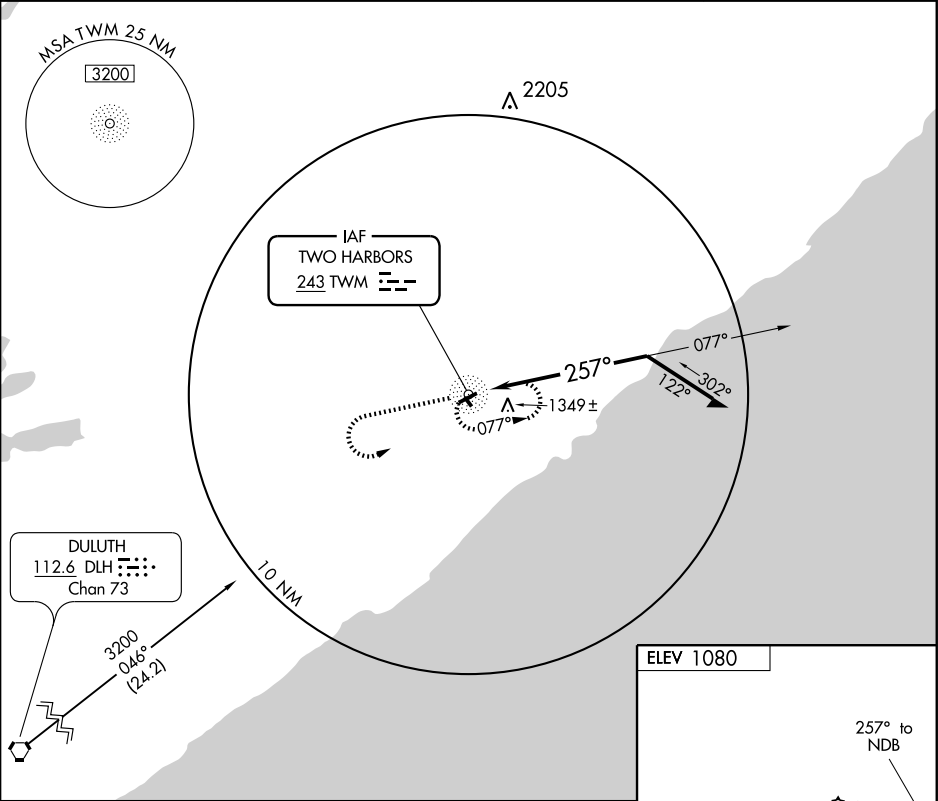 MSA TWM 25 NM
3200
2205
IAF
TWO HARBORS
243 TWM
257°
077°
122°
302°
1349±
077°
10 NM
DULUTH
112.6 DLH
Chan 73
3200
046°
(24.2)
ELEV 1080
257° to
NDB